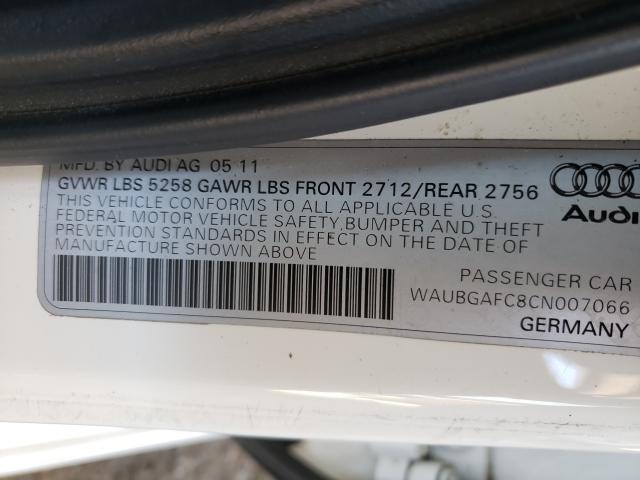 MFD. BY AUDI AG 05.11
GVWR LBS 5258 GAWR LBS FRONT 2712/REAR 2756
THIS VEHICLE CONFORMS TO ALL APPLICABLE U.S.
FEDERAL MOTOR VEHICLE SAFETY, BUMPER AND THEFT
PREVENTION STANDARDS IN EFFECT ON THE DATE OF
MANUFACTURE SHOWN ABOVE
Audi
PASSENGER CAR
WAUBGAFC8CN007066
GERMANY